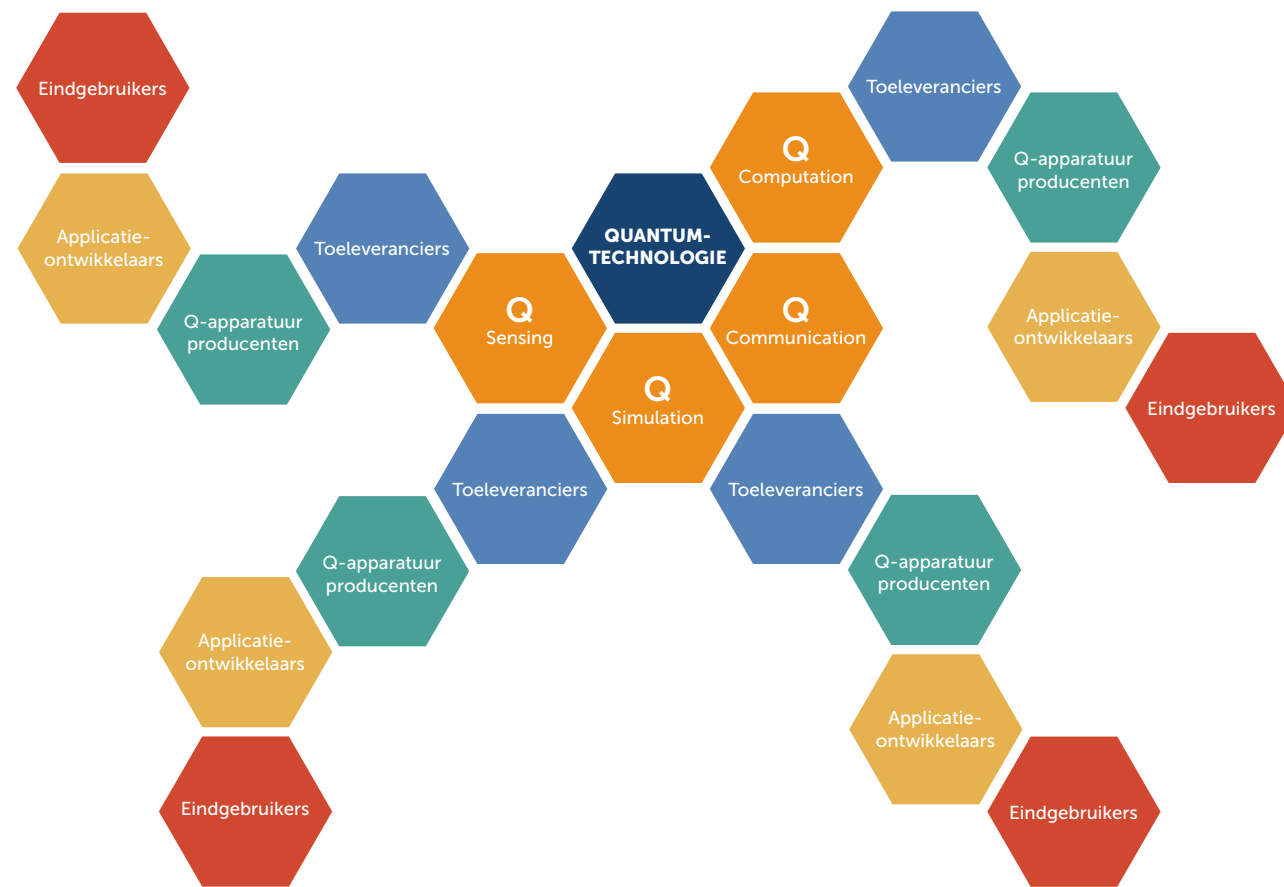 Eindgebruikers
Toeleveranciers
Q
Computation
Q-apparatuur
producenten
Applicatie-
ontwikkelaars
Toeleveranciers
QUANTUM-
TECHNOLOGIE
Q-apparatuur
producenten
Q
Sensing
Q
Communication
Applicatie-
ontwikkelaars
Q
Simulation
Eindgebruikers
Toeleveranciers
Toeleveranciers
Q-apparatuur
producenten
Q-apparatuur
producenten
Applicatie-
ontwikkelaars
Applicatie-
ontwikkelaars
Eindgebruikers
Eindgebruikers